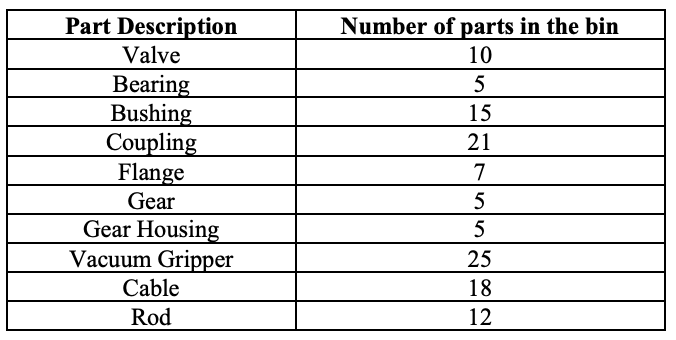 Part Description Number of parts in the bin
Valve 10
Bearing 5
Bushing 15
Coupling 21
Flange 7
Gear 5
Gear Housing 5
Vacuum Gripper 25
Cable 18
Rod 12